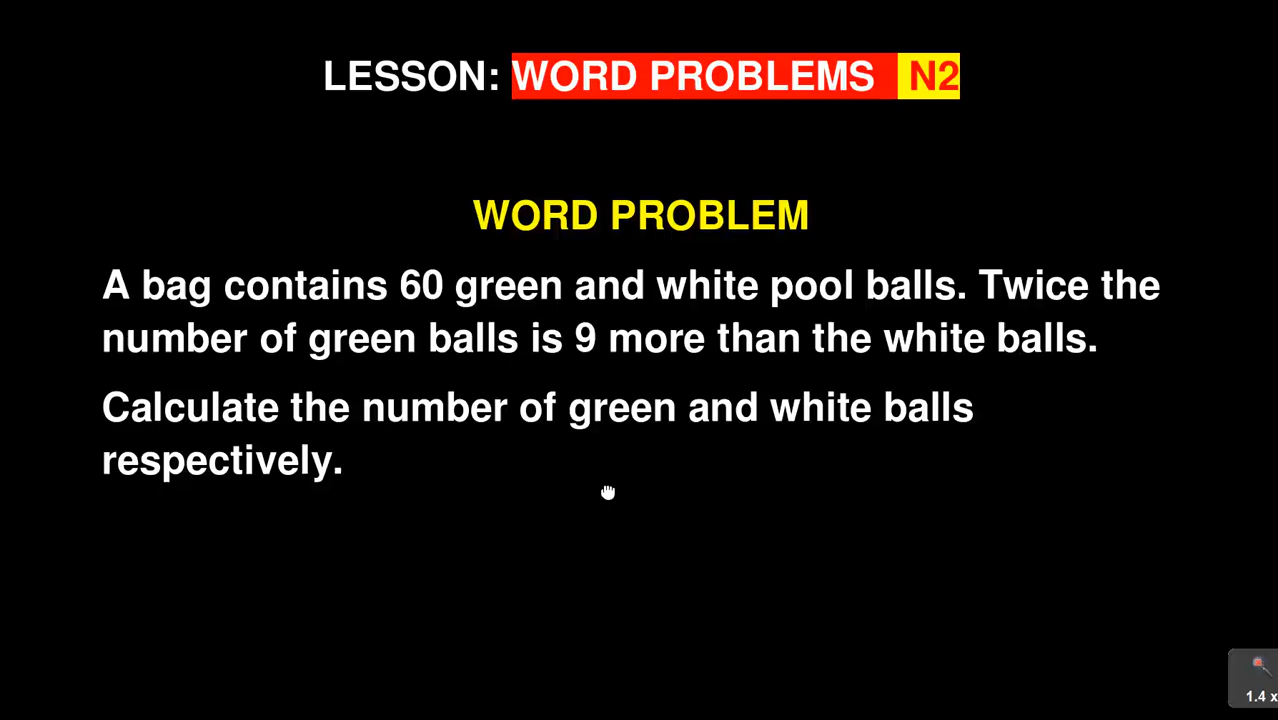 LESSON: WORD PROBLEMS N2
WORD PROBLEM
A bag contains 60 green and white pool balls. Twice the
number of green balls is 9 more than the white balls.
Calculate the number of green and white balls
respectively.
1.4 x